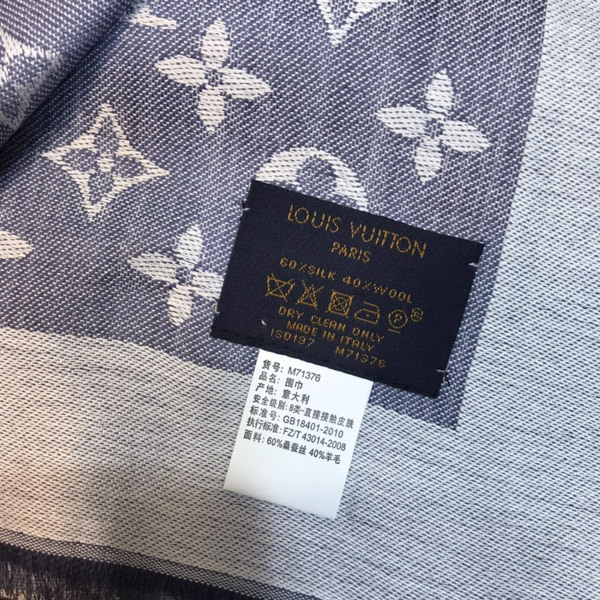 LOUIS VUITTON
PARIS
60%SILK 40%WOOL
P
DRY CLEAN ONLY
MADE IN ITALY
ISO137 M71376
货号: M71376
品名: 围巾
产地: 意大利
安全级别: B类-直接接触皮肤
标准号: GB18401-2010
执行标准: FZ/T 43014-2008
面料: 60%桑蚕丝 40%羊毛